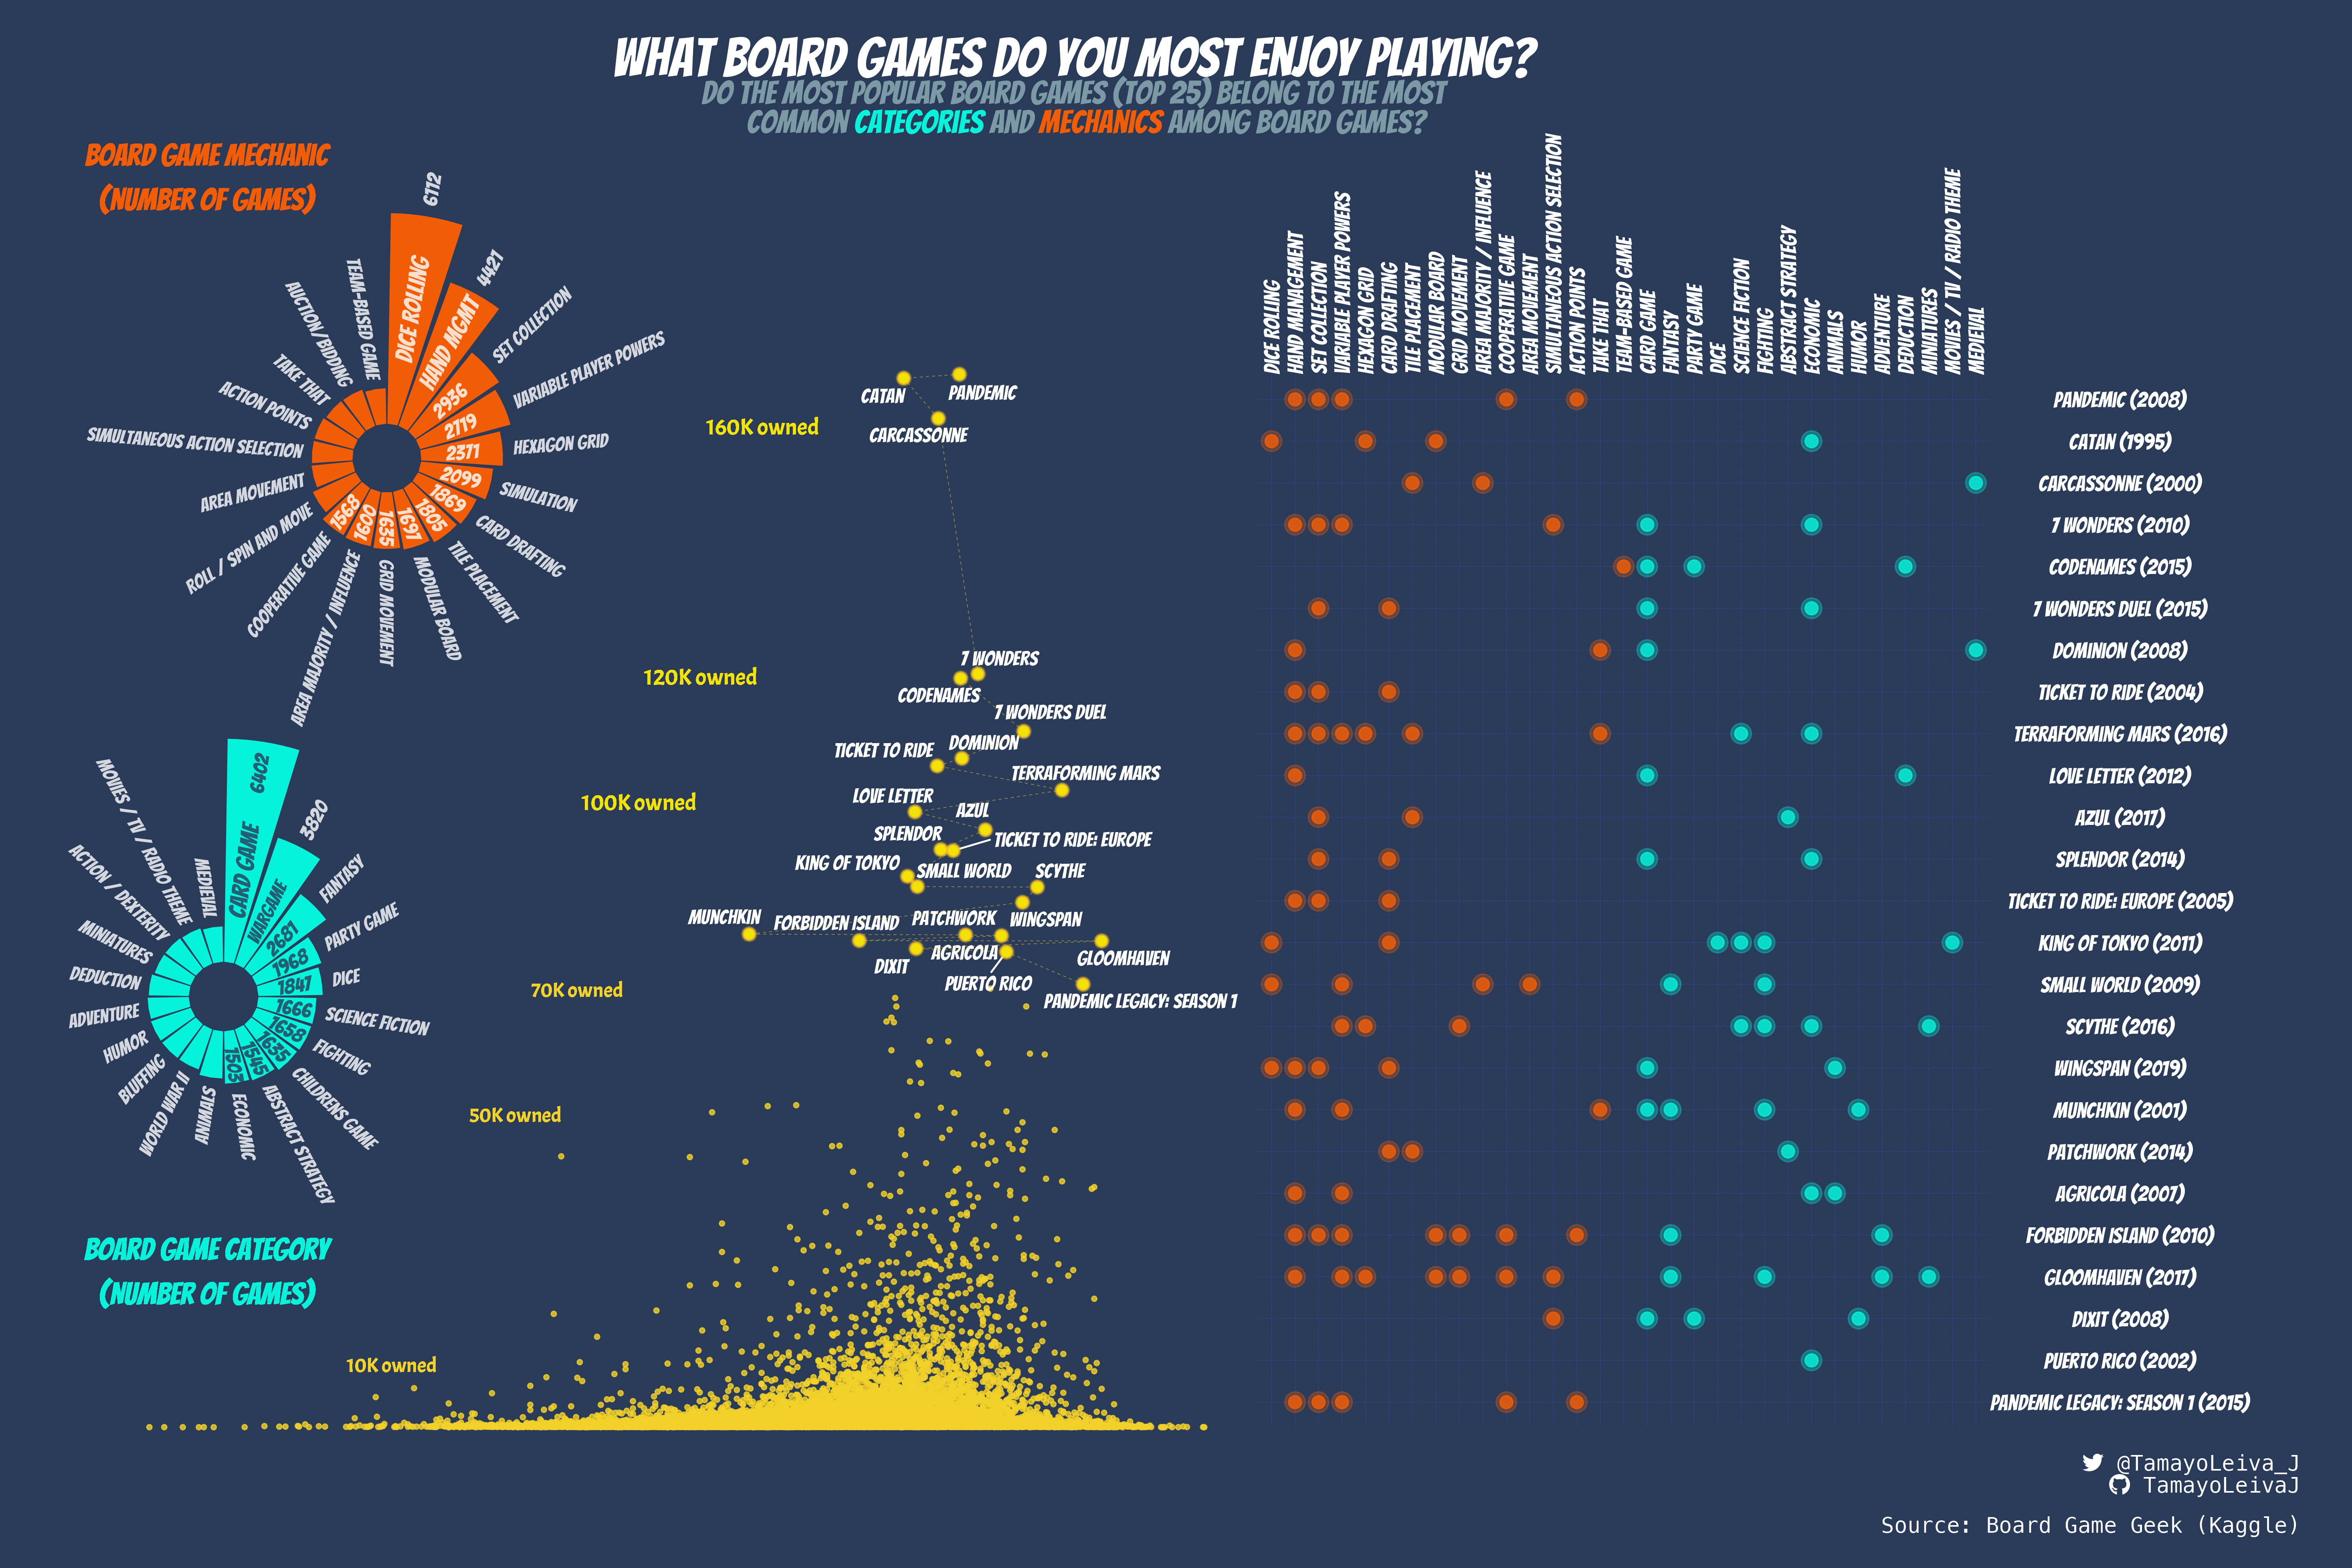 WHAT BOARD GAMES DO YOU MOST ENJOY PLAYING?
DO THE MOST POPULAR BOARD GAMES (TOP 25) BELONG TO THE MOST
COMMON CATEGORIES AND MECHANICS AMONG BOARD GAMES?
BOARD GAME MECHANIC
(NUMBER OF GAMES)
6112
DICE ROLLING
4421
HAND MGMT
SET COLLECTION
2936
VARIABLE PLAYER POWERS
2719
HEXAGON GRID
2371
SIMULATION
2099
CARD DRAFTING
1869
TILE PLACEMENT
1805
MODULAR BOARD
1697
GRID MOVEMENT
1635
AREA MAJORITY / INFLUENCE
1600
COOPERATIVE GAME
1568
ROLL / SPIN AND MOVE
AREA MOVEMENT
SIMULTANEOUS ACTION SELECTION
ACTION POINTS
TAKE THAT
AUCTION/BIDDING
TEAM-BASED GAME
6402
CARD GAME
3820
WARGAME
FANTASY
2681
PARTY GAME
1968
DICE
1847
SCIENCE FICTION
1666
FIGHTING
1658
CHILDRENS GAME
1635
ABSTRACT STRATEGY
1545
ECONOMIC
1503
ANIMALS
WORLD WAR II
BLUFFING
HUMOR
ADVENTURE
DEDUCTION
MINIATURES
ACTION / DEXTERITY
MOVIES / TV / RADIO THEME
MEDIEVAL
BOARD GAME CATEGORY
(NUMBER OF GAMES)
160K owned
120K owned
100K owned
70K owned
50K owned
10K owned
CATAN
PANDEMIC
CARCASSONNE
7 WONDERS
CODENAMES
7 WONDERS DUEL
TICKET TO RIDE
DOMINION
TERRAFORMING MARS
LOVE LETTER
AZUL
SPLENDOR
TICKET TO RIDE: EUROPE
KING OF TOKYO
SMALL WORLD
SCYTHE
MUNCHKIN
FORBIDDEN ISLAND
PATCHWORK
WINGSPAN
AGRICOLA
DIXIT
GLOOMHAVEN
PUERTO RICO
PANDEMIC LEGACY: SEASON 1
DICE ROLLING
HAND MANAGEMENT
SET COLLECTION
VARIABLE PLAYER POWERS
HEXAGON GRID
CARD DRAFTING
TILE PLACEMENT
MODULAR BOARD
GRID MOVEMENT
AREA MAJORITY / INFLUENCE
COOPERATIVE GAME
AREA MOVEMENT
SIMULTANEOUS ACTION SELECTION
ACTION POINTS
TAKE THAT
TEAM-BASED GAME
CARD GAME
FANTASY
PARTY GAME
DICE
SCIENCE FICTION
FIGHTING
ABSTRACT STRATEGY
ECONOMIC
ANIMALS
HUMOR
ADVENTURE
DEDUCTION
MINIATURES
MOVIES / TV / RADIO THEME
MEDIEVAL
PANDEMIC (2008)
CATAN (1995)
CARCASSONNE (2000)
7 WONDERS (2010)
CODENAMES (2015)
7 WONDERS DUEL (2015)
DOMINION (2008)
TICKET TO RIDE (2004)
TERRAFORMING MARS (2016)
LOVE LETTER (2012)
AZUL (2017)
SPLENDOR (2014)
TICKET TO RIDE: EUROPE (2005)
KING OF TOKYO (2011)
SMALL WORLD (2009)
SCYTHE (2016)
WINGSPAN (2019)
MUNCHKIN (2001)
PATCHWORK (2014)
AGRICOLA (2007)
FORBIDDEN ISLAND (2010)
GLOOMHAVEN (2017)
DIXIT (2008)
PUERTO RICO (2002)
PANDEMIC LEGACY: SEASON 1 (2015)
@TamayoLeiva_J
TamayoLeivaJ
Source: Board Game Geek (Kaggle)